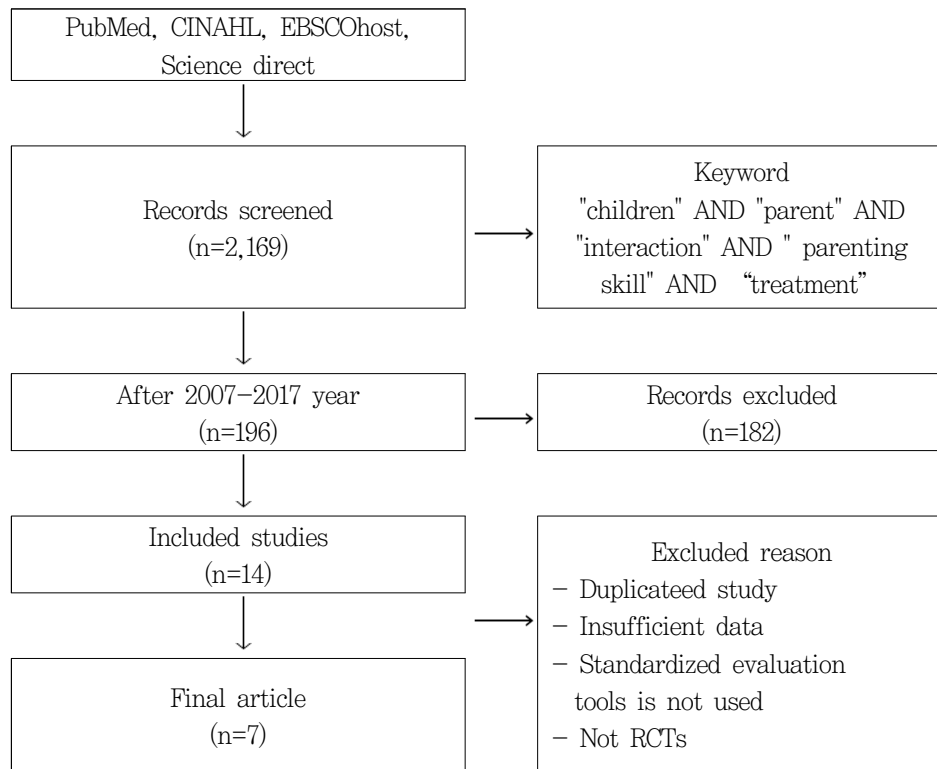 PubMed, CINAHL, EBSCOhost,
Science direct
Records screened
(n=2,169)
Keyword
"children" AND "parent" AND
"interaction" AND " parenting
skill" AND “treatment”
After 2007-2017 year
(n=196)
Records excluded
(n=182)
Included studies
(n=14)
Excluded reason
- Duplicateed study
- Insufficient data
- Standardized evaluation
tools is not used
- Not RCTs
Final article
(n=7)